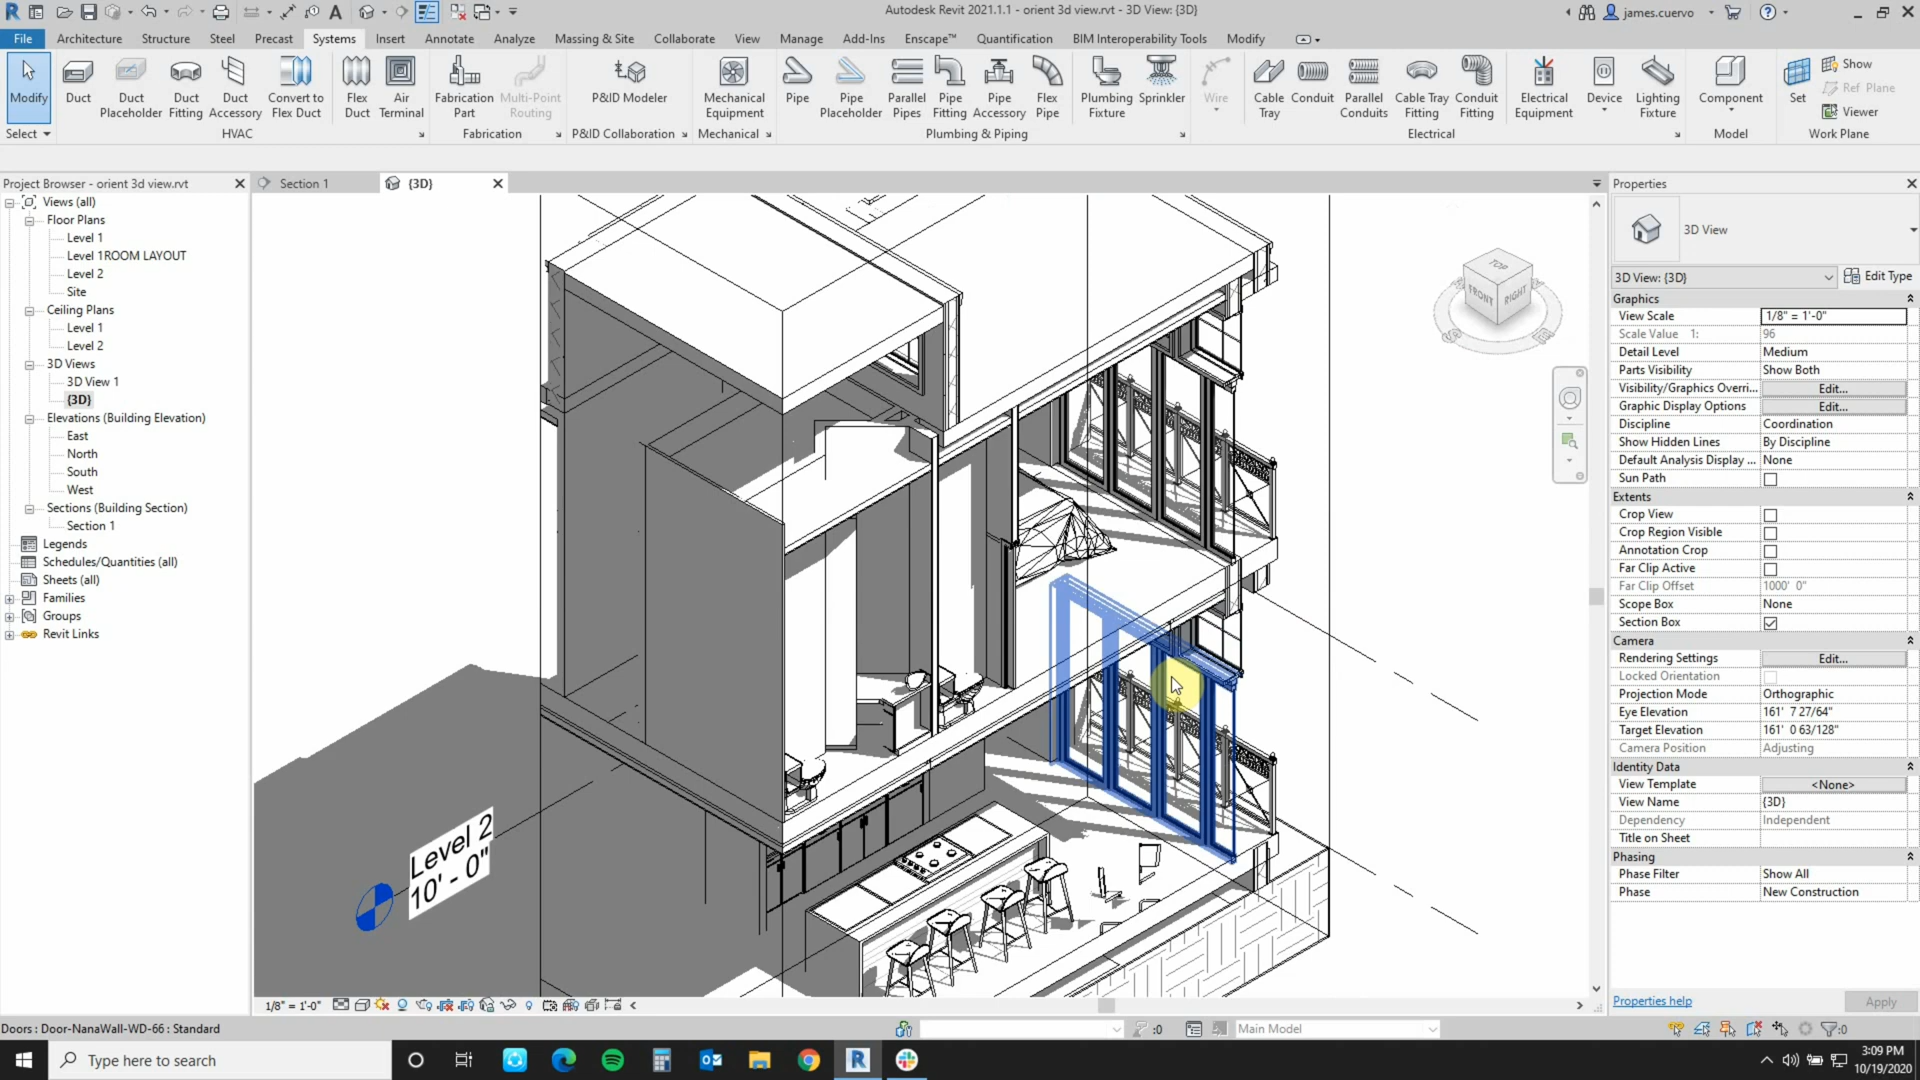 Autodesk Revit 2021.1.1 - orient 3d view.rvt - 3D View: {3D}
james.cuervo
File Architecture Structure Steel Precast Systems Insert Annotate Analyze Massing & Site Collaborate View Manage Add-Ins Enscape™ Quantification BIM Interoperability Tools Modify
Modify
Duct
Duct Placeholder
Duct Fitting
Duct Accessory
Convert to Flex Duct
Flex Duct
Air Terminal
Fabrication Part
Multi-Point Routing
P&ID Modeler
Mechanical Equipment
Pipe
Pipe Placeholder
Parallel Pipes
Pipe Fitting
Pipe Accessory
Flex Pipe
Plumbing Fixture
Sprinkler
Wire
Cable Tray
Conduit
Parallel Conduits
Cable Tray Fitting
Conduit Fitting
Electrical Equipment
Device
Lighting Fixture
Component
Set
Show
Ref Plane
Viewer
Select HVAC Fabrication P&ID Collaboration Mechanical Plumbing & Piping Electrical Model Work Plane
Project Browser - orient 3d view.rvt
Views (all)
Floor Plans
Level 1
Level 1ROOM LAYOUT
Level 2
Site
Ceiling Plans
Level 1
Level 2
3D Views
3D View 1
{3D}
Elevations (Building Elevation)
East
North
South
West
Sections (Building Section)
Section 1
Legends
Schedules/Quantities (all)
Sheets (all)
Families
Groups
Revit Links
Section 1
{3D}
TOP
FRONT
RIGHT
Level 2
10' - 0"
Properties
3D View
3D View: {3D} Edit Type
Graphics
View Scale 1/8" = 1'-0"
Scale Value 1: 96
Detail Level Medium
Parts Visibility Show Both
Visibility/Graphics Overri... Edit...
Graphic Display Options Edit...
Discipline Coordination
Show Hidden Lines By Discipline
Default Analysis Display ... None
Sun Path
Extents
Crop View
Crop Region Visible
Annotation Crop
Far Clip Active
Far Clip Offset 1000' 0"
Scope Box None
Section Box
Camera
Rendering Settings Edit...
Locked Orientation
Projection Mode Orthographic
Eye Elevation 161' 7 27/64"
Target Elevation 161' 0 63/128"
Camera Position Adjusting
Identity Data
View Template <None>
View Name {3D}
Dependency Independent
Title on Sheet
Phasing
Phase Filter Show All
Phase New Construction
Properties help Apply
1/8" = 1'-0"
Doors : Door-NanaWall-WD-66 : Standard
:0
Main Model
:0
Type here to search
3:09 PM
10/19/2020